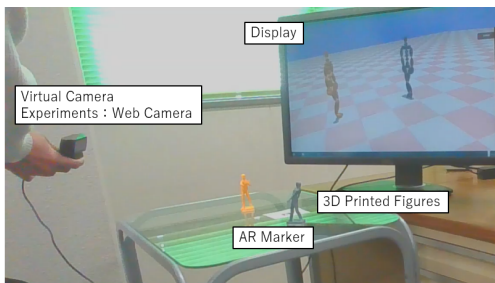 Display
Virtual Camera
Experiments：Web Camera
3D Printed Figures
AR Marker